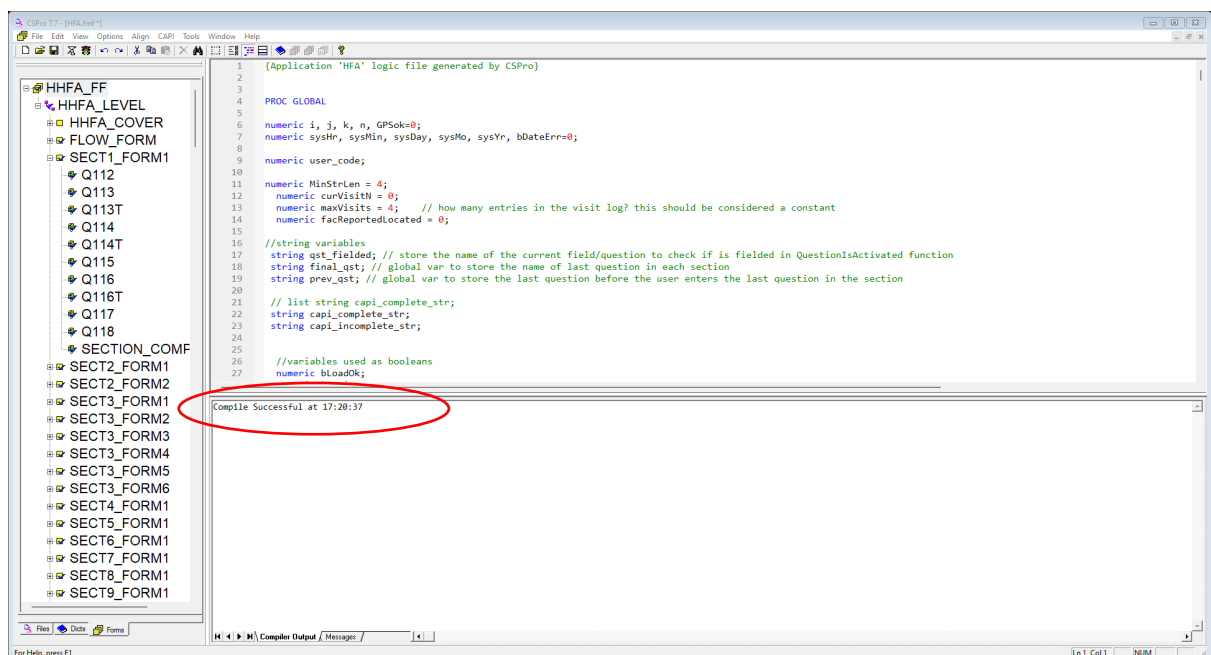 CSPro 7.7 - [HFA.fmf *]
File Edit View Options Align CAPI Tools Window Help
HHFA_FF
HHFA_LEVEL
HHFA_COVER
FLOW_FORM
SECT1_FORM1
Q112
Q113
Q113T
Q114
Q114T
Q115
Q116
Q116T
Q117
Q118
SECTION_COMF
SECT2_FORM1
SECT2_FORM2
SECT3_FORM1
SECT3_FORM2
SECT3_FORM3
SECT3_FORM4
SECT3_FORM5
SECT3_FORM6
SECT4_FORM1
SECT5_FORM1
SECT6_FORM1
SECT7_FORM1
SECT8_FORM1
SECT9_FORM1
Files Dicts Forms
1 {Application 'HFA' logic file generated by CSPro}
2
3
4 PROC GLOBAL
5
6 numeric i, j, k, n, GPSok=0;
7 numeric sysHr, sysMin, sysDay, sysMo, sysYr, bDateErr=0;
8
9 numeric user_code;
10
11 numeric MinStrLen = 4;
12 numeric curVisitN = 0;
13 numeric maxVisits = 4; // how many entries in the visit log? this should be considered a constant
14 numeric facReportedLocated = 0;
15
16 //string variables
17 string qst_fielded; // store the name of the current field/question to check if is fielded in QuestionIsActivated function
18 string final_qst; // global var to store the name of last question in each section
19 string prev_qst; // global var to store the last question before the user enters the last question in the section
20
21 // list string capi_complete_str;
22 string capi_complete_str;
23 string capi_incomplete_str;
24
25
26 //variables used as booleans
27 numeric bLoadOk;
Compile Successful at 17:20:37
Compiler Output Messages
For Help, press F1
Ln 1, Col 1 NUM